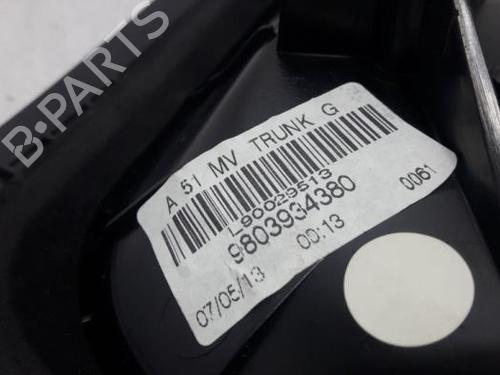 B-PARTS
A 51 MV TRUNK G
L90029513
9803934380
0061
07/05/13
00:13